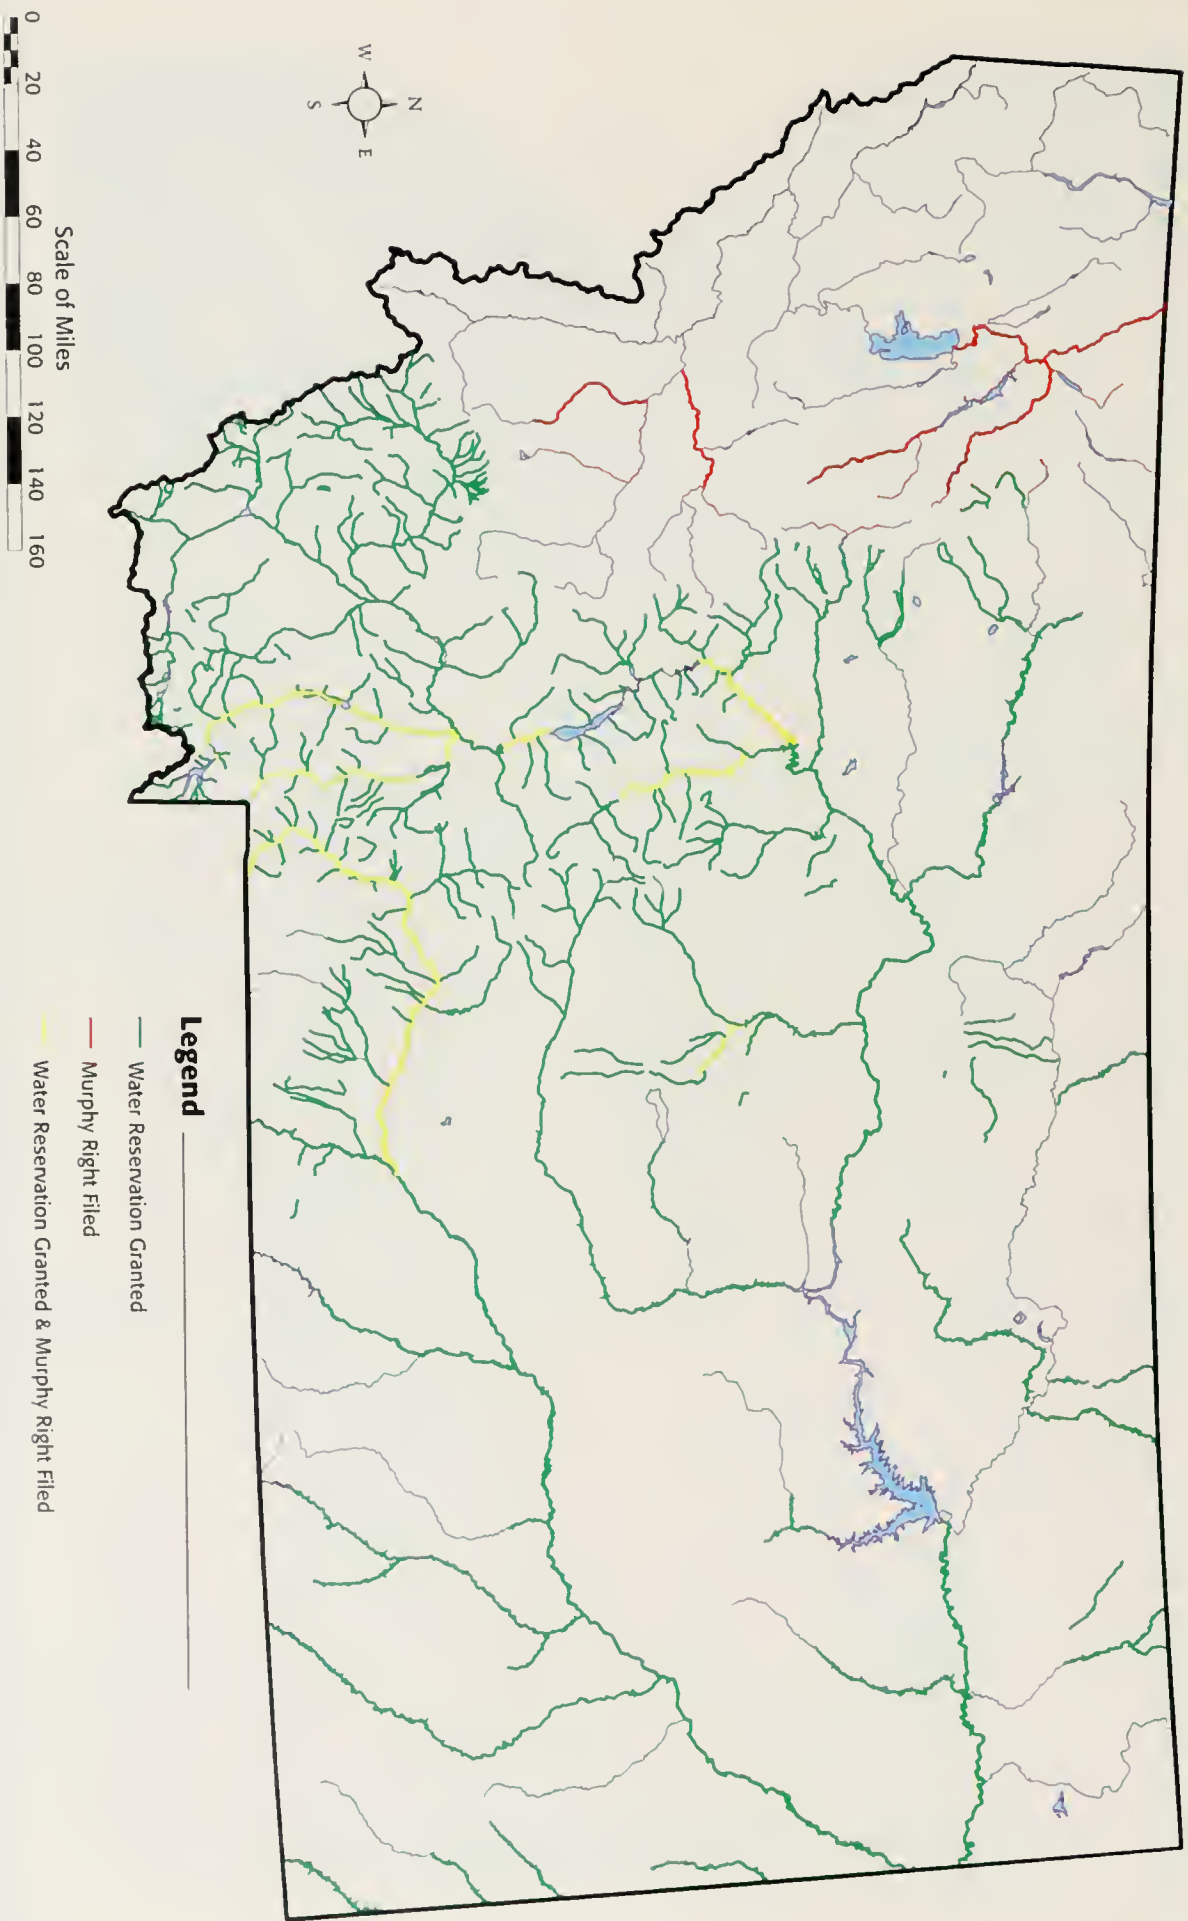 N
W
E
S
Scale of Miles
0 20 40 60 80 100 120 140 160
Legend
Water Reservation Granted
Murphy Right Filed
Water Reservation Granted & Murphy Right Filed